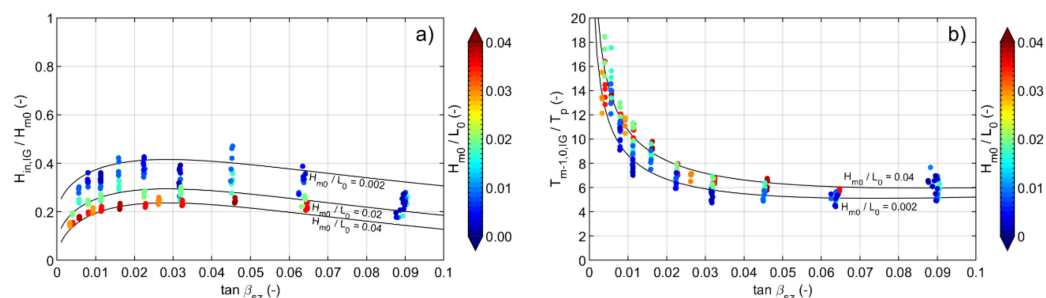 a)
H_in,IG / H_m0 (-)
1
0.8
0.6
0.4
0.2
0
0 0.01 0.02 0.03 0.04 0.05 0.06 0.07 0.08 0.09 0.1
tan β_sz (-)
H_m0 / L_0 = 0.002
H_m0 / L_0 = 0.02
H_m0 / L_0 = 0.04
0.04
0.03
0.02
0.01
0.00
H_m0 / L_0 (-)
b)
T_m-1,0,IG / T_p (-)
20
18
16
14
12
10
8
6
4
2
0
0 0.01 0.02 0.03 0.04 0.05 0.06 0.07 0.08 0.09 0.1
tan β_sz (-)
H_m0 / L_0 = 0.04
H_m0 / L_0 = 0.002
0.04
0.03
0.02
0.01
0
H_m0 / L_0 (-)